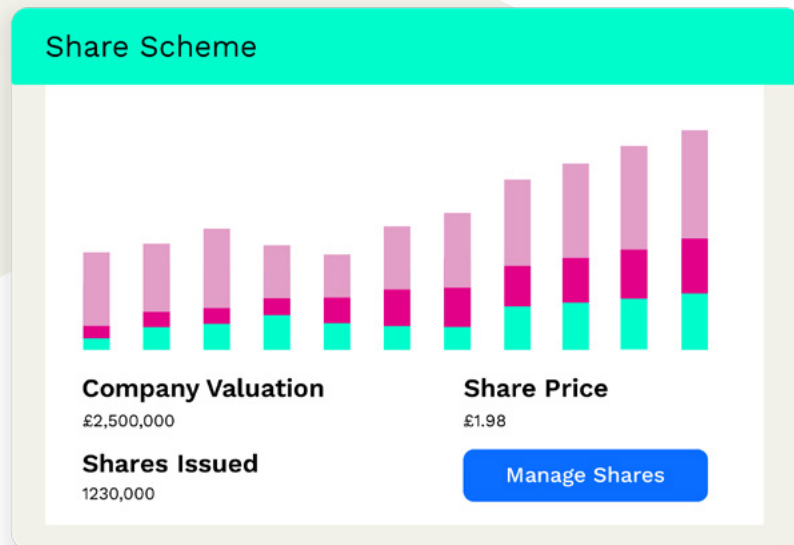 Share Scheme
Company Valuation
£2,500,000
Share Price
£1.98
Shares Issued
1230,000
Manage Shares